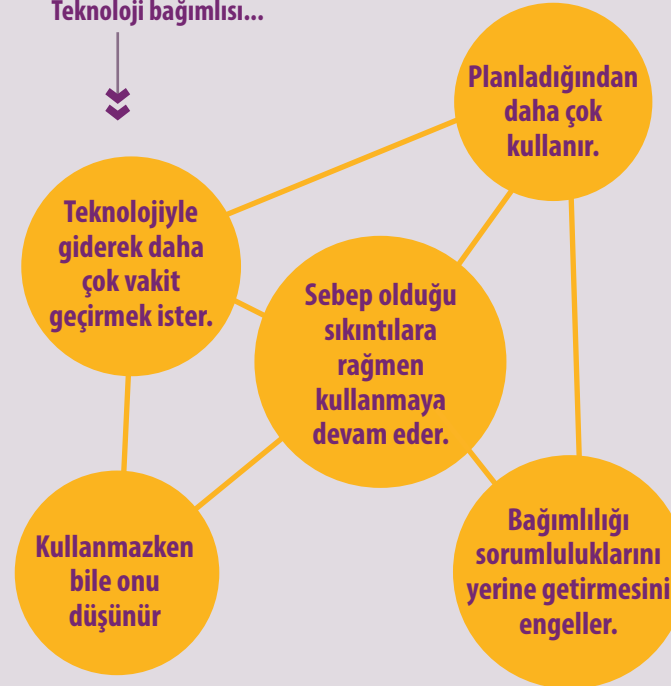 Teknoloji bağımlısı...
Planladığından
daha çok
kullanır.
Teknolojiyle
giderek daha
çok vakit
geçirmek ister.
Sebep olduğu
sıkıntılara
rağmen
kullanmaya
devam eder.
Kullanmazken
bile onu
düşünür
Bağımlılığı
sorumluluklarını
yerine getirmesini
engeller.